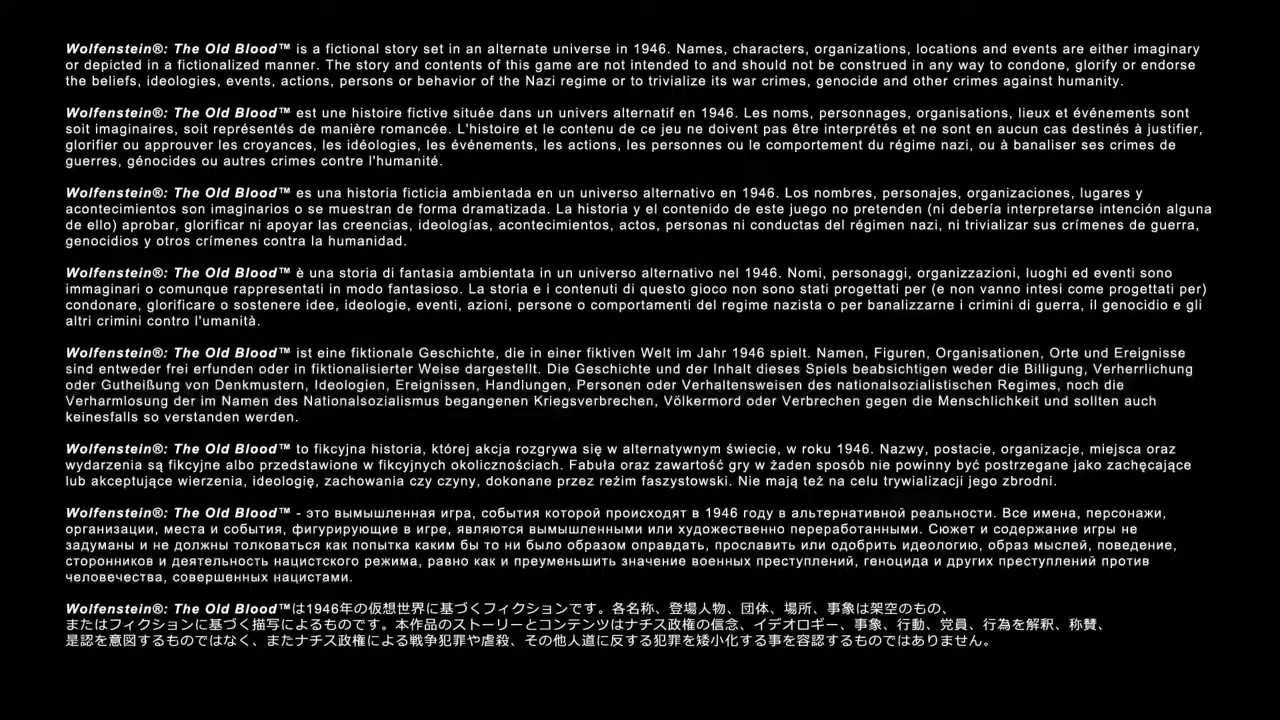 Wolfenstein®: The Old Blood™ is a fictional story set in an alternate universe in 1946. Names, characters, organizations, locations and events are either imaginary
or depicted in a fictionalized manner. The story and contents of this game are not intended to and should not be construed in any way to condone, glorify or endorse
the beliefs, ideologies, events, actions, persons or behavior of the Nazi regime or to trivialize its war crimes, genocide and other crimes against humanity.
Wolfenstein®: The Old Blood™ est une histoire fictive située dans un univers alternatif en 1946. Les noms, personnages, organisations, lieux et événements sont
soit imaginaires, soit représentés de manière romancée. L'histoire et le contenu de ce jeu ne doivent pas être interprétés et ne sont en aucun cas destinés à justifier,
glorifier ou approuver les croyances, les idéologies, les événements, les actions, les personnes ou le comportement du régime nazi, ou à banaliser ses crimes de
guerres, génocides ou autres crimes contre l'humanité.
Wolfenstein®: The Old Blood™ es una historia ficticia ambientada en un universo alternativo en 1946. Los nombres, personajes, organizaciones, lugares y
acontecimientos son imaginarios o se muestran de forma dramatizada. La historia y el contenido de este juego no pretenden (ni debería interpretarse intención alguna
de ello) aprobar, glorificar ni apoyar las creencias, ideologías, acontecimientos, actos, personas ni conductas del régimen nazi, ni trivializar sus crímenes de guerra,
genocidios y otros crímenes contra la humanidad.
Wolfenstein®: The Old Blood™ è una storia di fantasia ambientata in un universo alternativo nel 1946. Nomi, personaggi, organizzazioni, luoghi ed eventi sono
immaginari o comunque rappresentati in modo fantasioso. La storia e i contenuti di questo gioco non sono stati progettati per (e non vanno intesi come progettati per)
condonare, glorificare o sostenere idee, ideologie, eventi, azioni, persone o comportamenti del regime nazista o per banalizzarne i crimini di guerra, il genocidio e gli
altri crimini contro l'umanità.
Wolfenstein®: The Old Blood™ ist eine fiktionale Geschichte, die in einer fiktiven Welt im Jahr 1946 spielt. Namen, Figuren, Organisationen, Orte und Ereignisse
sind entweder frei erfunden oder in fiktionalisierter Weise dargestellt. Die Geschichte und der Inhalt dieses Spiels beabsichtigen weder die Billigung, Verherrlichung
oder Gutheißung von Denkmustern, Ideologien, Ereignissen, Handlungen, Personen oder Verhaltensweisen des nationalsozialistischen Regimes, noch die
Verharmlosung der im Namen des Nationalsozialismus begangenen Kriegsverbrechen, Völkermord oder Verbrechen gegen die Menschlichkeit und sollten auch
keinesfalls so verstanden werden.
Wolfenstein®: The Old Blood™ to fikcyjna historia, której akcja rozgrywa się w alternatywnym świecie, w roku 1946. Nazwy, postacie, organizacje, miejsca oraz
wydarzenia są fikcyjne albo przedstawione w fikcyjnych okolicznościach. Fabuła oraz zawartość gry w żaden sposób nie powinny być postrzegane jako zachęcające
lub akceptujące wierzenia, ideologię, zachowania czy czyny, dokonane przez reżim faszystowski. Nie mają też na celu trywializacji jego zbrodni.
Wolfenstein®: The Old Blood™ - это вымышленная игра, события которой происходят в 1946 году в альтернативной реальности. Все имена, персонажи,
организации, места и события, фигурирующие в игре, являются вымышленными или художественно переработанными. Сюжет и содержание игры не
задуманы и не должны толковаться как попытка каким бы то ни было образом оправдать, прославить или одобрить идеологию, образ мыслей, поведение,
сторонников и деятельность нацистского режима, равно как и преуменьшить значение военных преступлений, геноцида и других преступлений против
человечества, совершенных нацистами.
Wolfenstein®: The Old Blood™は1946年の仮想世界に基づくフィクションです。各名称、登場人物、団体、場所、事象は架空のもの、
またはフィクションに基づく描写によるものです。本作品のストーリーとコンテンツはナチス政権の信念、イデオロギー、事象、行動、党員、行為を解釈、称賛、
是認を意図するものではなく、またナチス政権による戦争犯罪や虐殺、その他人道に反する犯罪を矮小化する事を容認するものではありません。